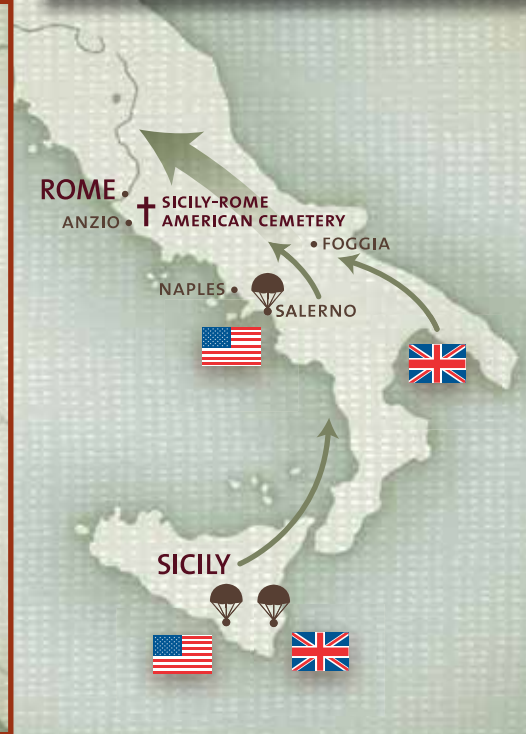 ROME
SICILY-ROME
AMERICAN CEMETERY
ANZIO
FOGGIA
NAPLES
SALERNO
SICILY